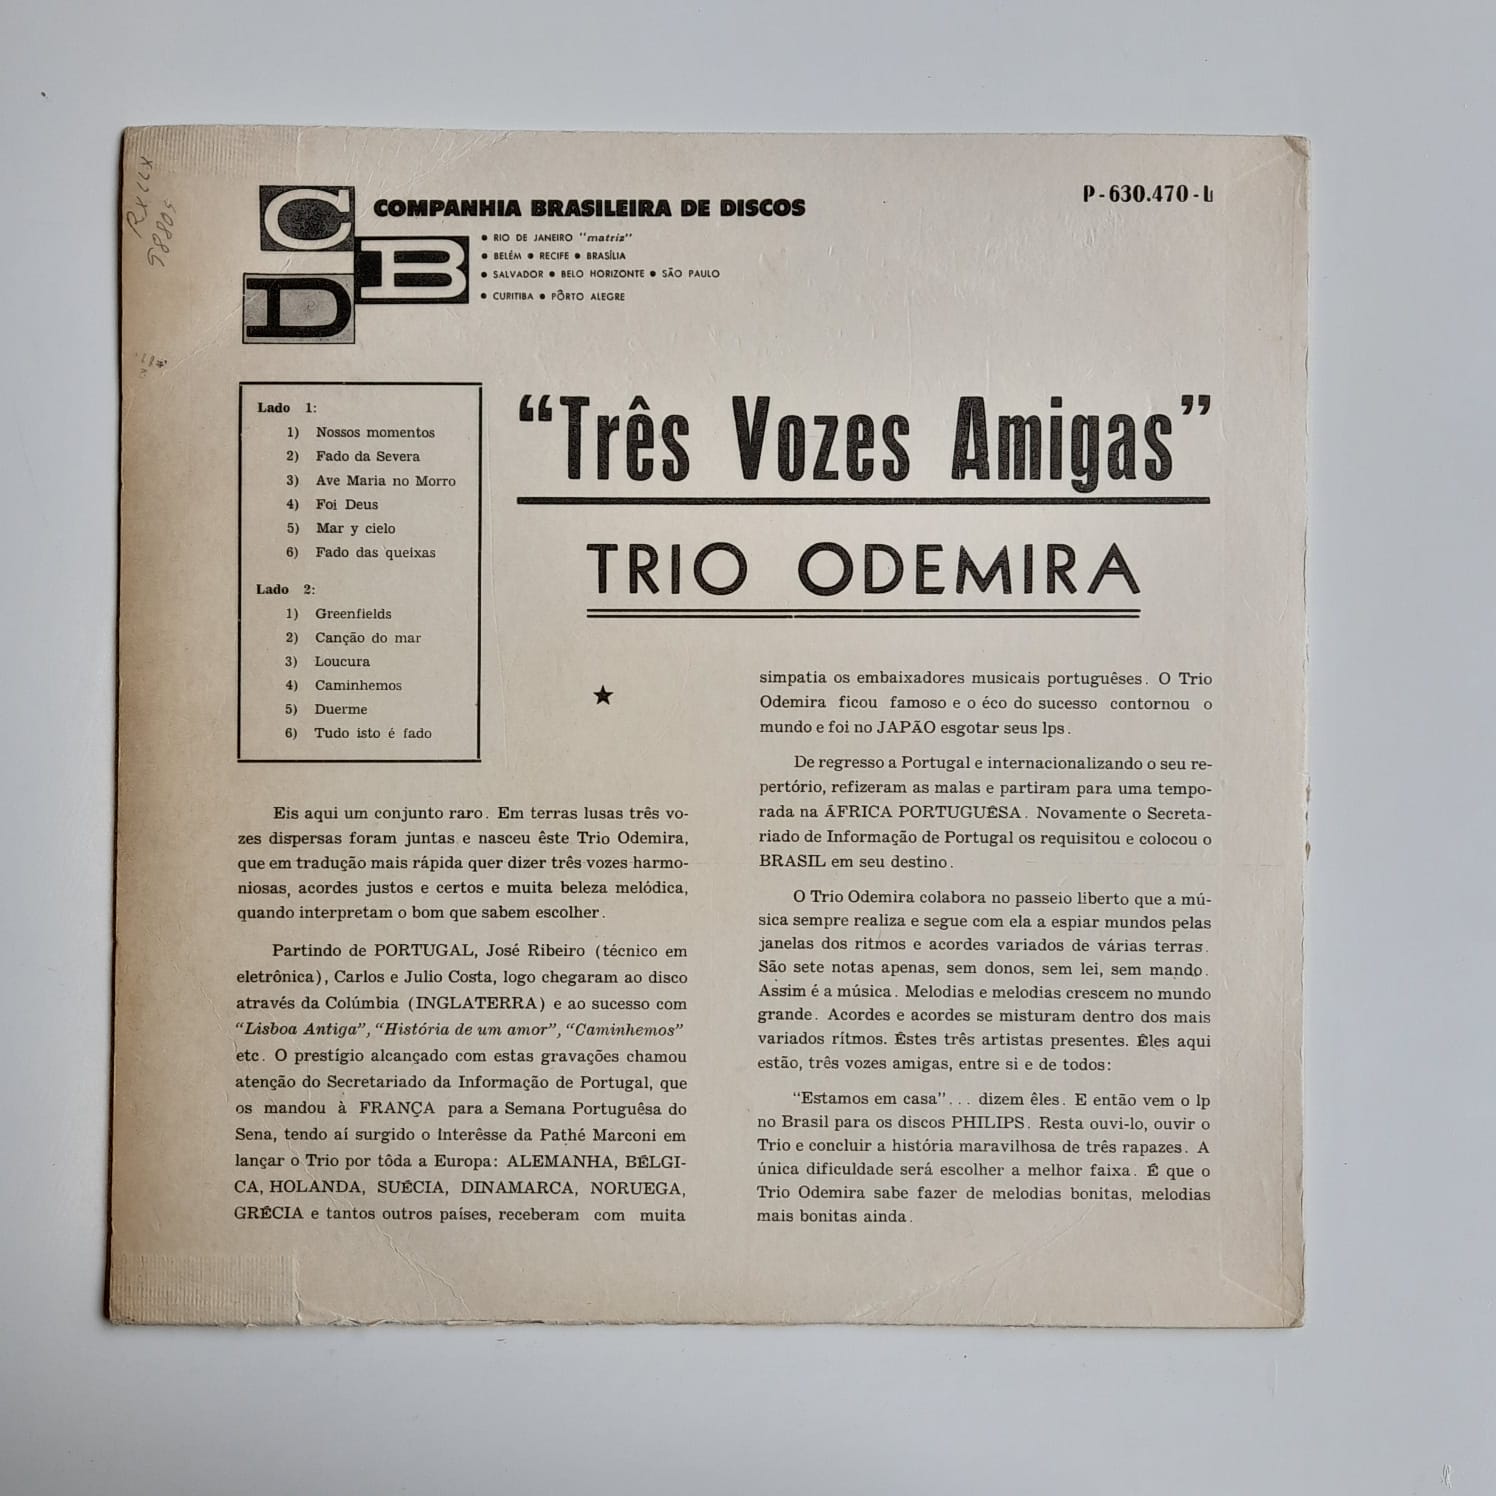 CBD
COMPANHIA BRASILEIRA DE DISCOS
P-630.470-L
• RIO DE JANEIRO "matriz"
• BELÉM • RECIFE • BRASÍLIA
• SALVADOR • BELO HORIZONTE • SÃO PAULO
• CURITIBA • PÔRTO ALEGRE
58805
Lado 1:
1) Nossos momentos
2) Fado da Severa
3) Ave Maria no Morro
4) Foi Deus
5) Mar y cielo
6) Fado das queixas
Lado 2:
1) Greenfields
2) Canção do mar
3) Loucura
4) Caminhemos
5) Duerme
6) Tudo isto é fado
“Três Vozes Amigas”
TRIO ODEMIRA
★
Eis aqui um conjunto raro. Em terras lusas três vo-
zes dispersas foram juntas e nasceu êste Trio Odemira,
que em tradução mais rápida quer dizer três vozes harmo-
niosas, acordes justos e certos e muita beleza melódica,
quando interpretam o bom que sabem escolher.
Partindo de PORTUGAL, José Ribeiro (técnico em
eletrônica), Carlos e Julio Costa, logo chegaram ao disco
através da Colúmbia (INGLATERRA) e ao sucesso com
“Lisboa Antiga”, “História de um amor”, “Caminhemos”
etc. O prestígio alcançado com estas gravações chamou
atenção do Secretariado da Informação de Portugal, que
os mandou à FRANÇA para a Semana Portuguêsa do
Sena, tendo aí surgido o interêsse da Pathé Marconi em
lançar o Trio por tôda a Europa: ALEMANHA, BÉLGI-
CA, HOLANDA, SUÉCIA, DINAMARCA, NORUEGA,
GRÉCIA e tantos outros países, receberam com muita
simpatia os embaixadores musicais portuguêses. O Trio
Odemira ficou famoso e o éco do sucesso contornou o
mundo e foi no JAPÃO esgotar seus lps.
De regresso a Portugal e internacionalizando o seu re-
pertório, refizeram as malas e partiram para uma tempo-
rada na ÁFRICA PORTUGUÊSA. Novamente o Secreta-
riado de Informação de Portugal os requisitou e colocou o
BRASIL em seu destino.
O Trio Odemira colabora no passeio liberto que a mú-
sica sempre realiza e segue com ela a espiar mundos pelas
janelas dos ritmos e acordes variados de várias terras.
São sete notas apenas, sem donos, sem lei, sem mando.
Assim é a música. Melodias e melodias crescem no mundo
grande. Acordes e acordes se misturam dentro dos mais
variados rítmos. Êstes três artistas presentes. Êles aqui
estão, três vozes amigas, entre si e de todos:
“Estamos em casa”... dizem êles. E então vem o lp
no Brasil para os discos PHILIPS. Resta ouvi-lo, ouvir o
Trio e concluir a história maravilhosa de três rapazes. A
única dificuldade será escolher a melhor faixa. É que o
Trio Odemira sabe fazer de melodias bonitas, melodias
mais bonitas ainda.